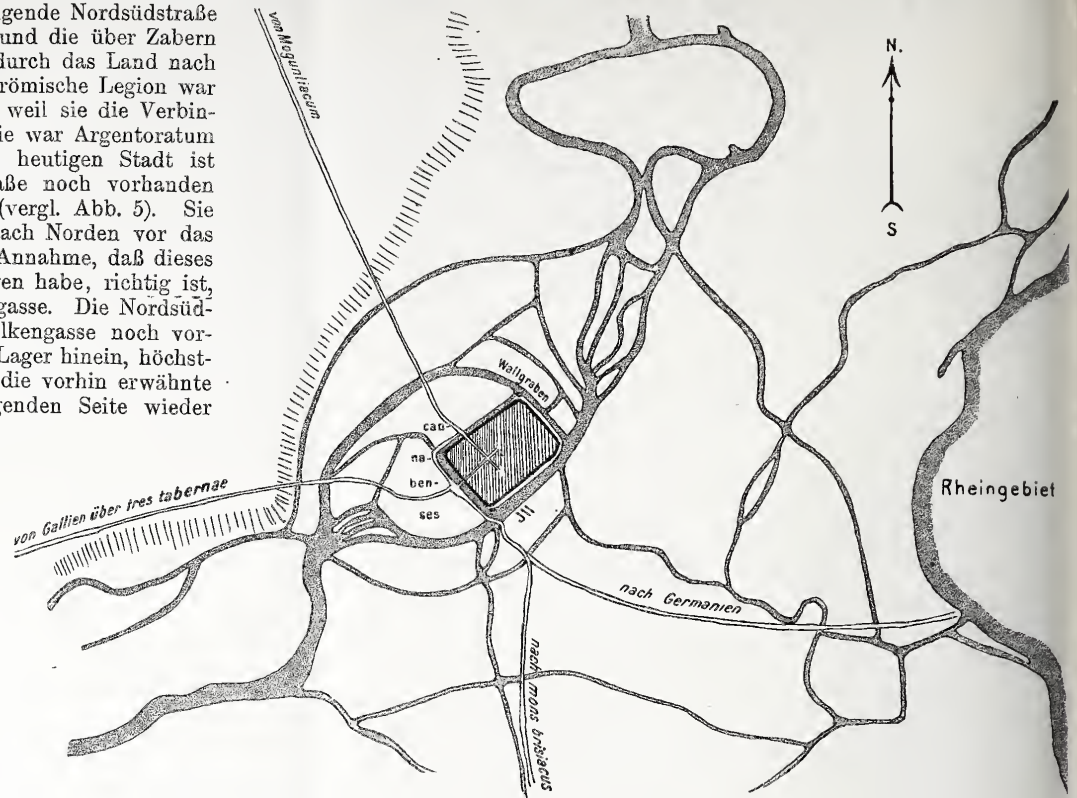 gende Nordsüdstraße
und die über Zabern
durch das Land nach
römische Legion war
weil sie die Verbin-
ie war Argentoratum
heutigen Stadt ist
aße noch vorhanden
(vergl. Abb. 5). Sie
ach Norden vor das
Annahme, daß dieses
en habe, richtig ist,
gasse. Die Nordsüd-
lkengasse noch vor-
Lager hinein, höchst-
die vorhin erwähnte
genden Seite wieder
von Moguntiacum
N.
S
Wallgraben
can-
na-
ben-
ses
Jll
von Gallien über tres tabernae
Rheingebiet
nach Germanien
nach mons brisiacus